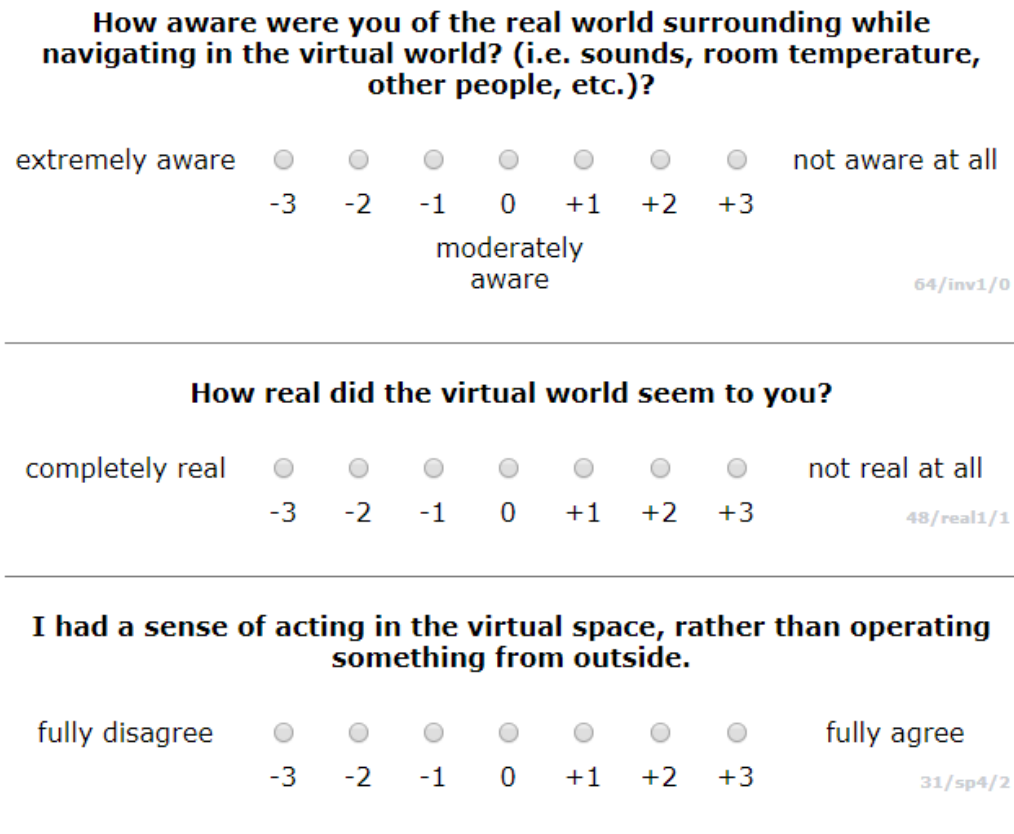 How aware were you of the real world surrounding while
navigating in the virtual world? (i.e. sounds, room temperature,
other people, etc.)?
extremely aware not aware at all
-3 -2 -1 0 +1 +2 +3
moderately
aware
64/inv1/0
How real did the virtual world seem to you?
completely real not real at all
-3 -2 -1 0 +1 +2 +3
48/real1/1
I had a sense of acting in the virtual space, rather than operating
something from outside.
fully disagree fully agree
-3 -2 -1 0 +1 +2 +3
31/sp4/2